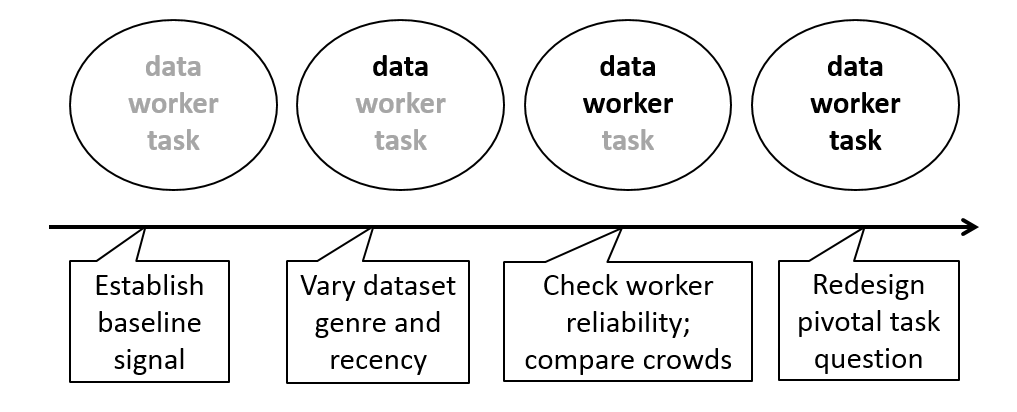 data
worker
task
data
worker
task
data
worker
task
data
worker
task
Establish
baseline
signal
Vary dataset
genre and
recency
Check worker
reliability;
compare crowds
Redesign
pivotal task
question